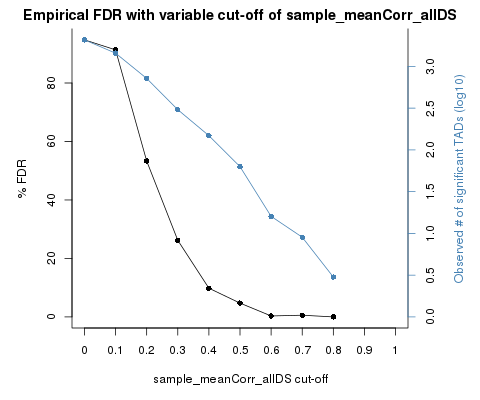 Empirical FDR with variable cut-off of sample_meanCorr_allDS
% FDR
80
60
40
20
0
0 0.1 0.2 0.3 0.4 0.5 0.6 0.7 0.8 0.9 1
sample_meanCorr_allDS cut-off
3.0
2.5
2.0
1.5
1.0
0.5
0.0
Observed # of significant TADs (log10)